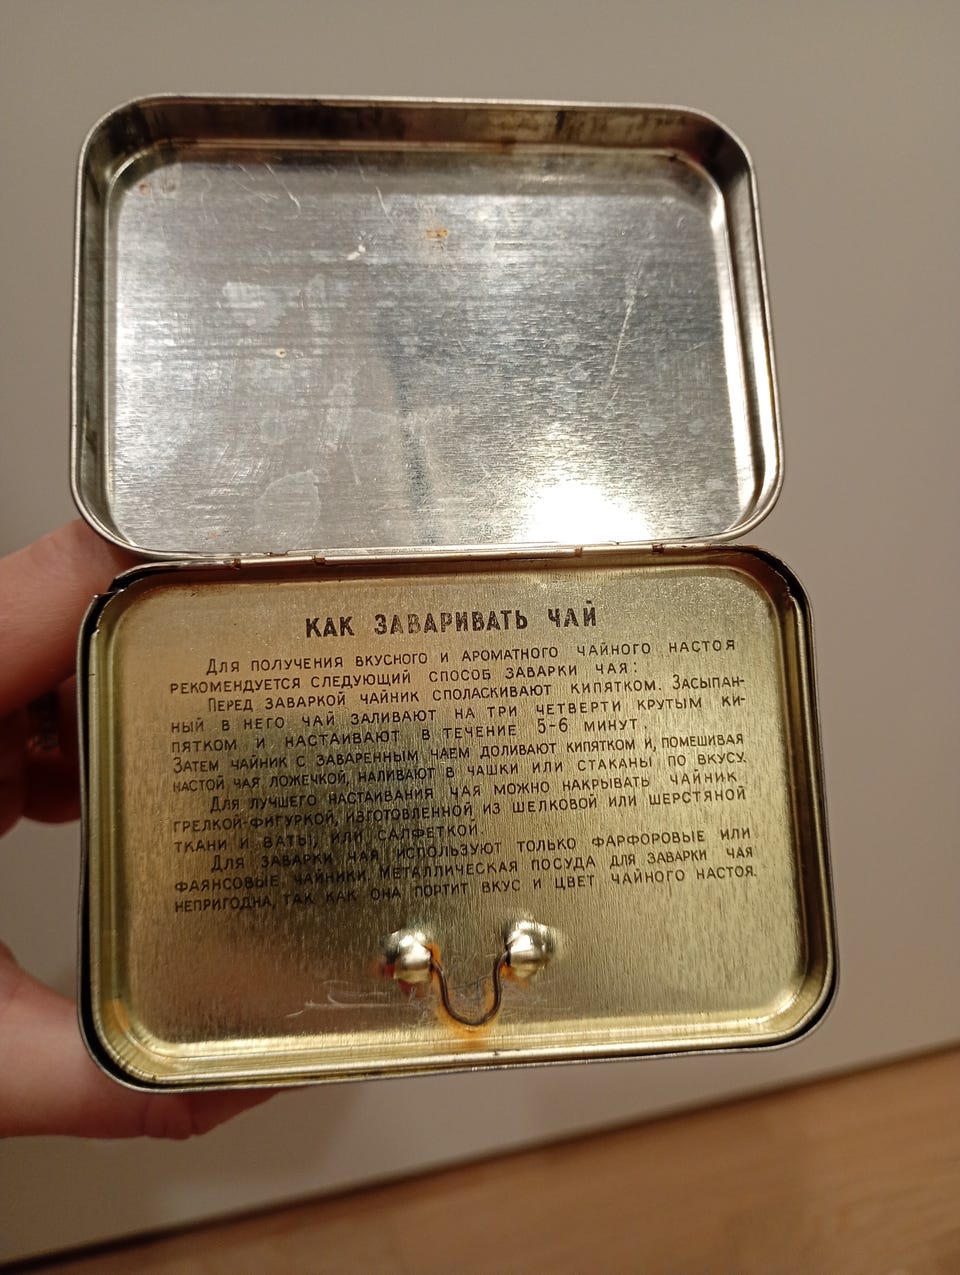 КАК ЗАВАРИВАТЬ ЧАЙ
Для получения вкусного и ароматного чайного настоя
рекомендуется следующий способ заварки чая:
Перед заваркой чайник споласкивают кипятком. Засыпан-
ный в него чай заливают на три четверти крутым ки-
пятком и настаивают в течение 5-6 минут.
Затем чайник с заваренным чаем доливают кипятком и, помешивая
настой чая ложечкой, наливают в чашки или стаканы по вкусу.
Для лучшего настаивания чая можно накрывать чайник
грелкой-фигуркой, изготовленной из шелковой или шерстяной
ткани и ваты, или салфеткой.
Для заварки чая используют только фарфоровые или
фаянсовые чайники. Металлическая посуда для заварки чая
непригодна, так как она портит вкус и цвет чайного настоя.